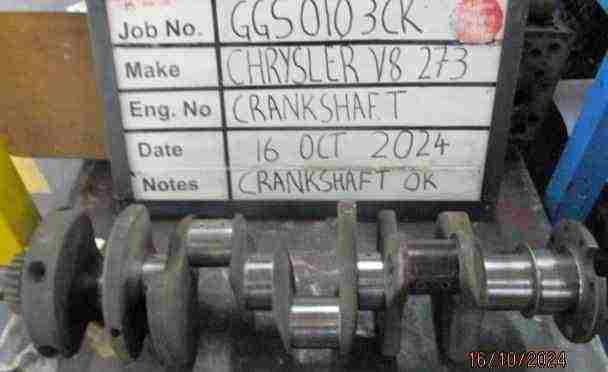 Job No. GGS0103CK
Make CHRYSLER V8 273
Eng. No CRANKSHAFT
Date 16 OCT 2024
Notes CRANKSHAFT OK
16/10/2024